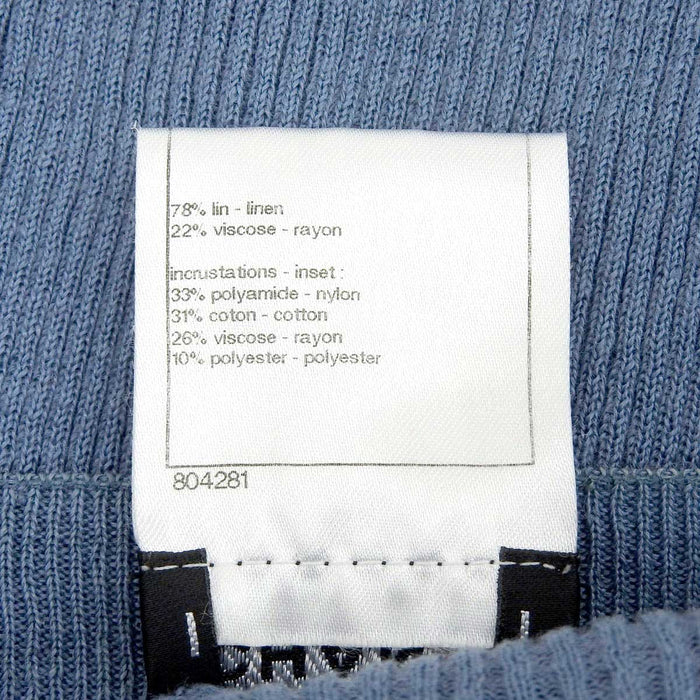 78% lin - linen
22% viscose - rayon
incrustations - inset :
33% polyamide - nylon
31% coton - cotton
26% viscose - rayon
10% polyester - polyester
804281